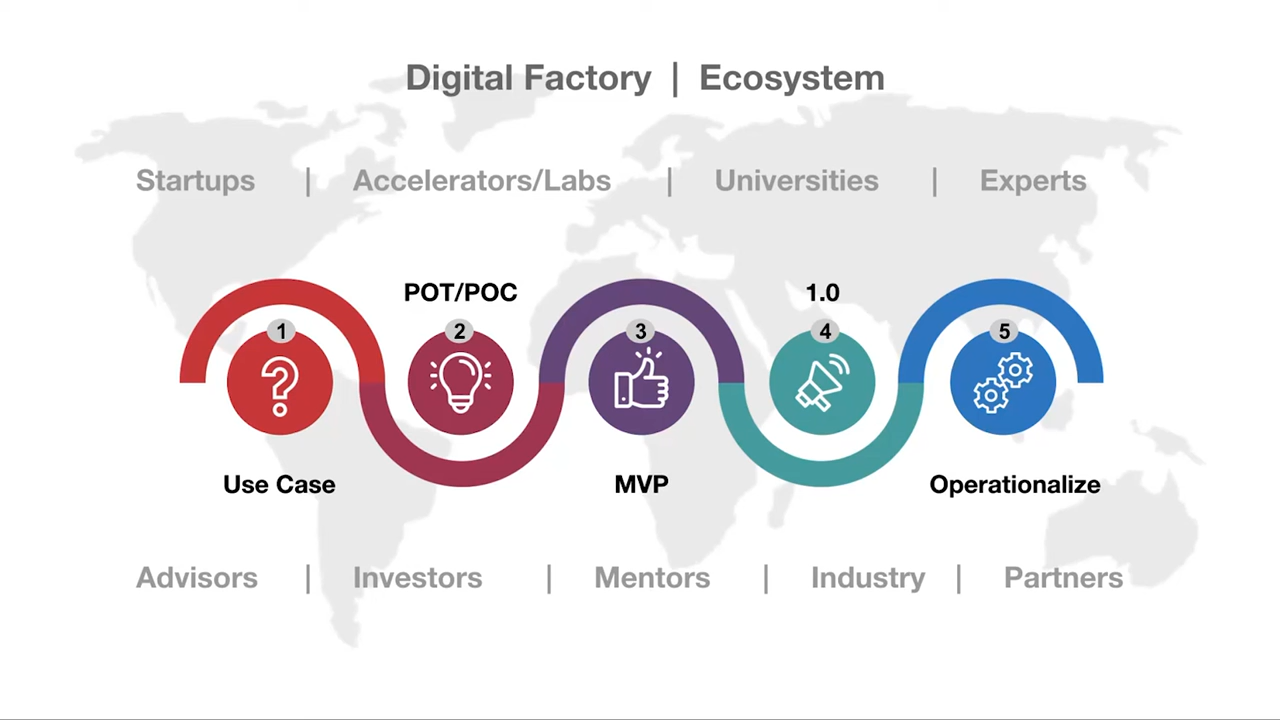 Digital Factory | Ecosystem
Startups | Accelerators/Labs | Universities | Experts
POT/POC 1.0
1 2 3 4 5
Use Case MVP Operationalize
Advisors | Investors | Mentors | Industry | Partners